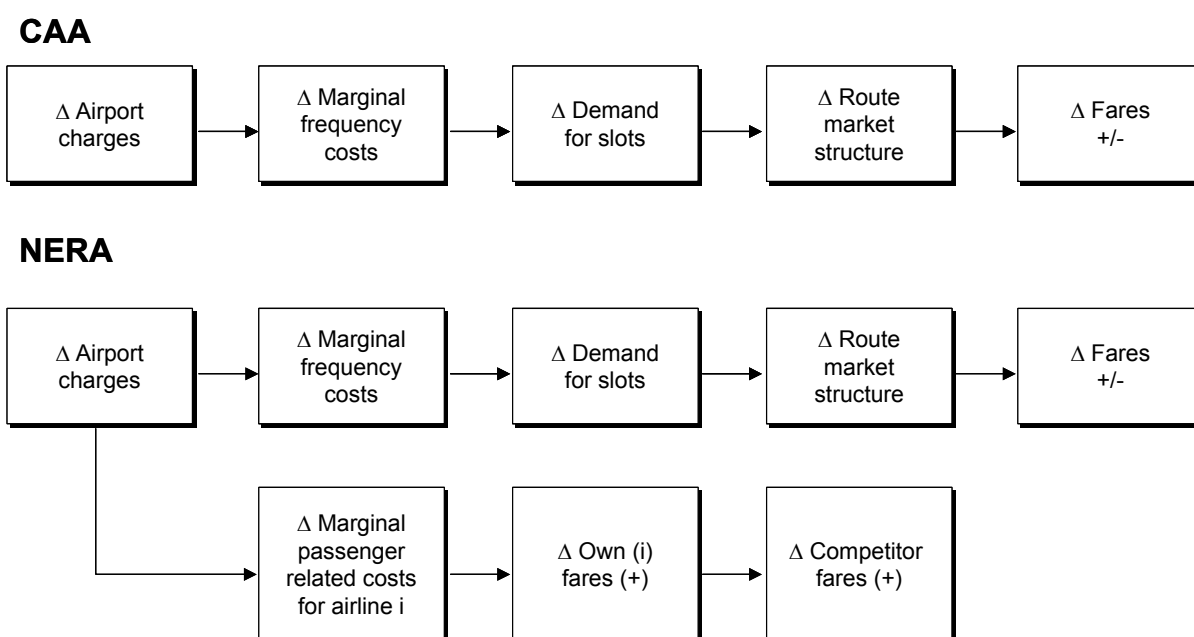 CAA
∆ Airport
charges
∆ Marginal
frequency
costs
∆ Demand
for slots
∆ Route
market
structure
∆ Fares
+/-
NERA
∆ Airport
charges
∆ Marginal
frequency
costs
∆ Demand
for slots
∆ Route
market
structure
∆ Fares
+/-
∆ Marginal
passenger
related costs
for airline i
∆ Own (i)
fares (+)
∆ Competitor
fares (+)